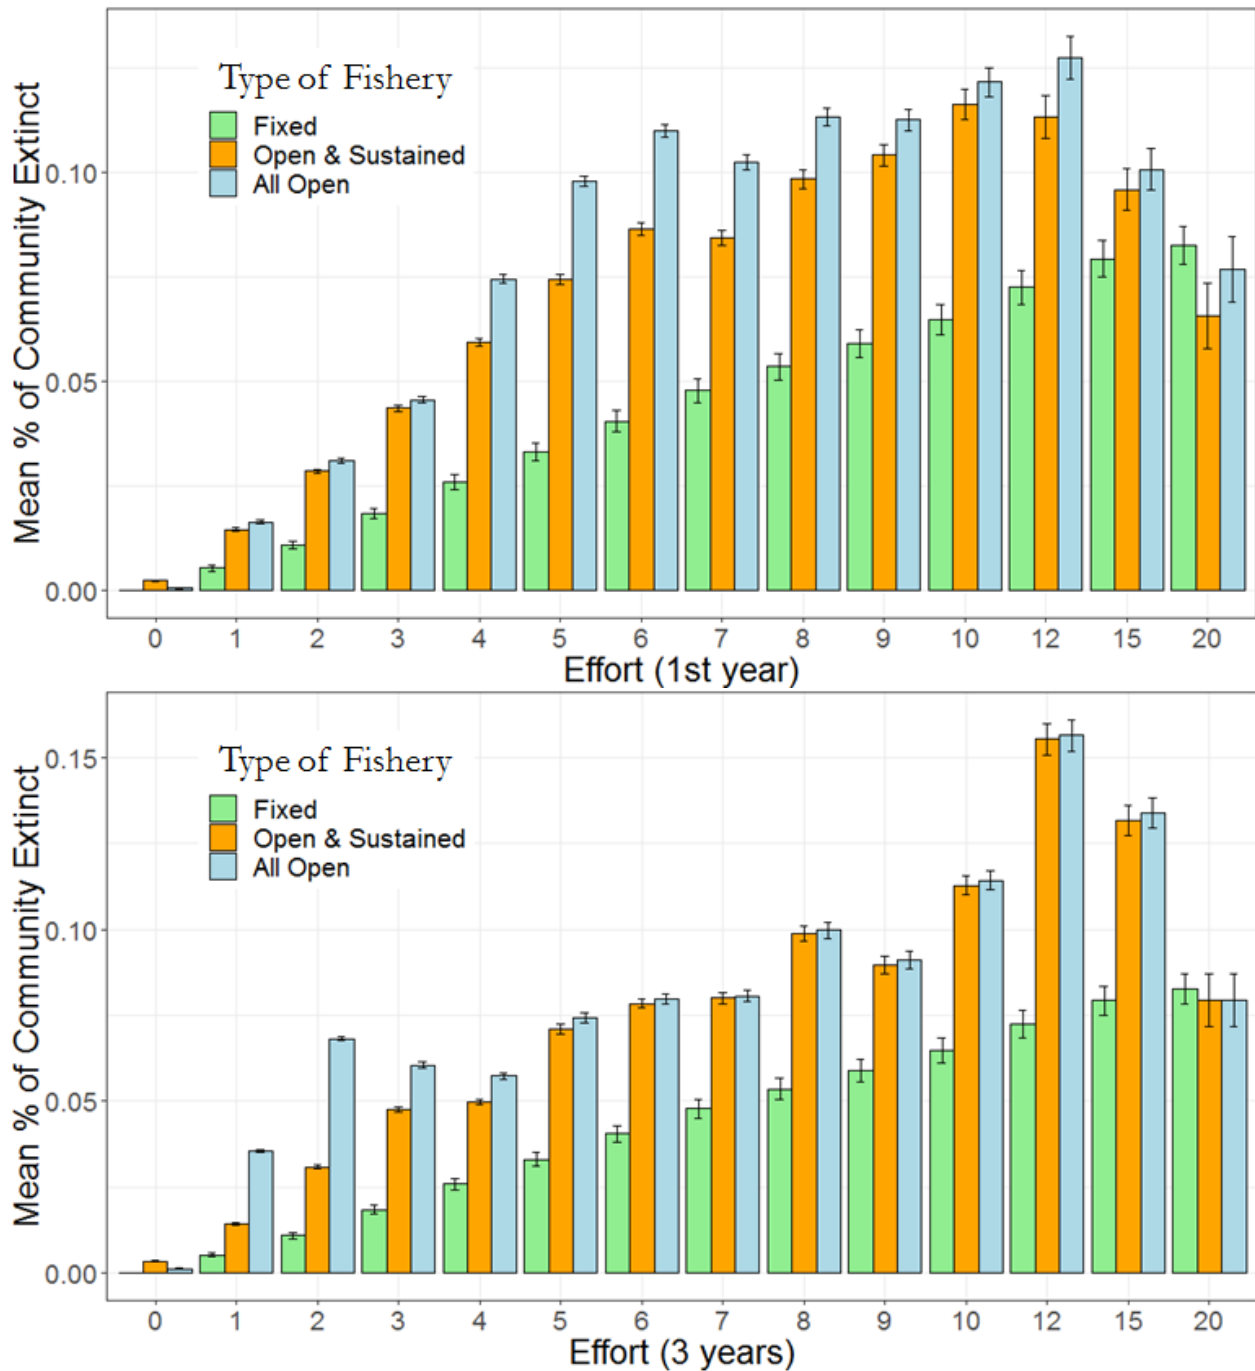 Type of Fishery
Fixed
Open & Sustained
All Open
Mean % of Community Extinct
0.10
0.05
0.00
0 1 2 3 4 5 6 7 8 9 10 12 15 20
Effort (1st year)
Type of Fishery
Fixed
Open & Sustained
All Open
Mean % of Community Extinct
0.15
0.10
0.05
0.00
0 1 2 3 4 5 6 7 8 9 10 12 15 20
Effort (3 years)